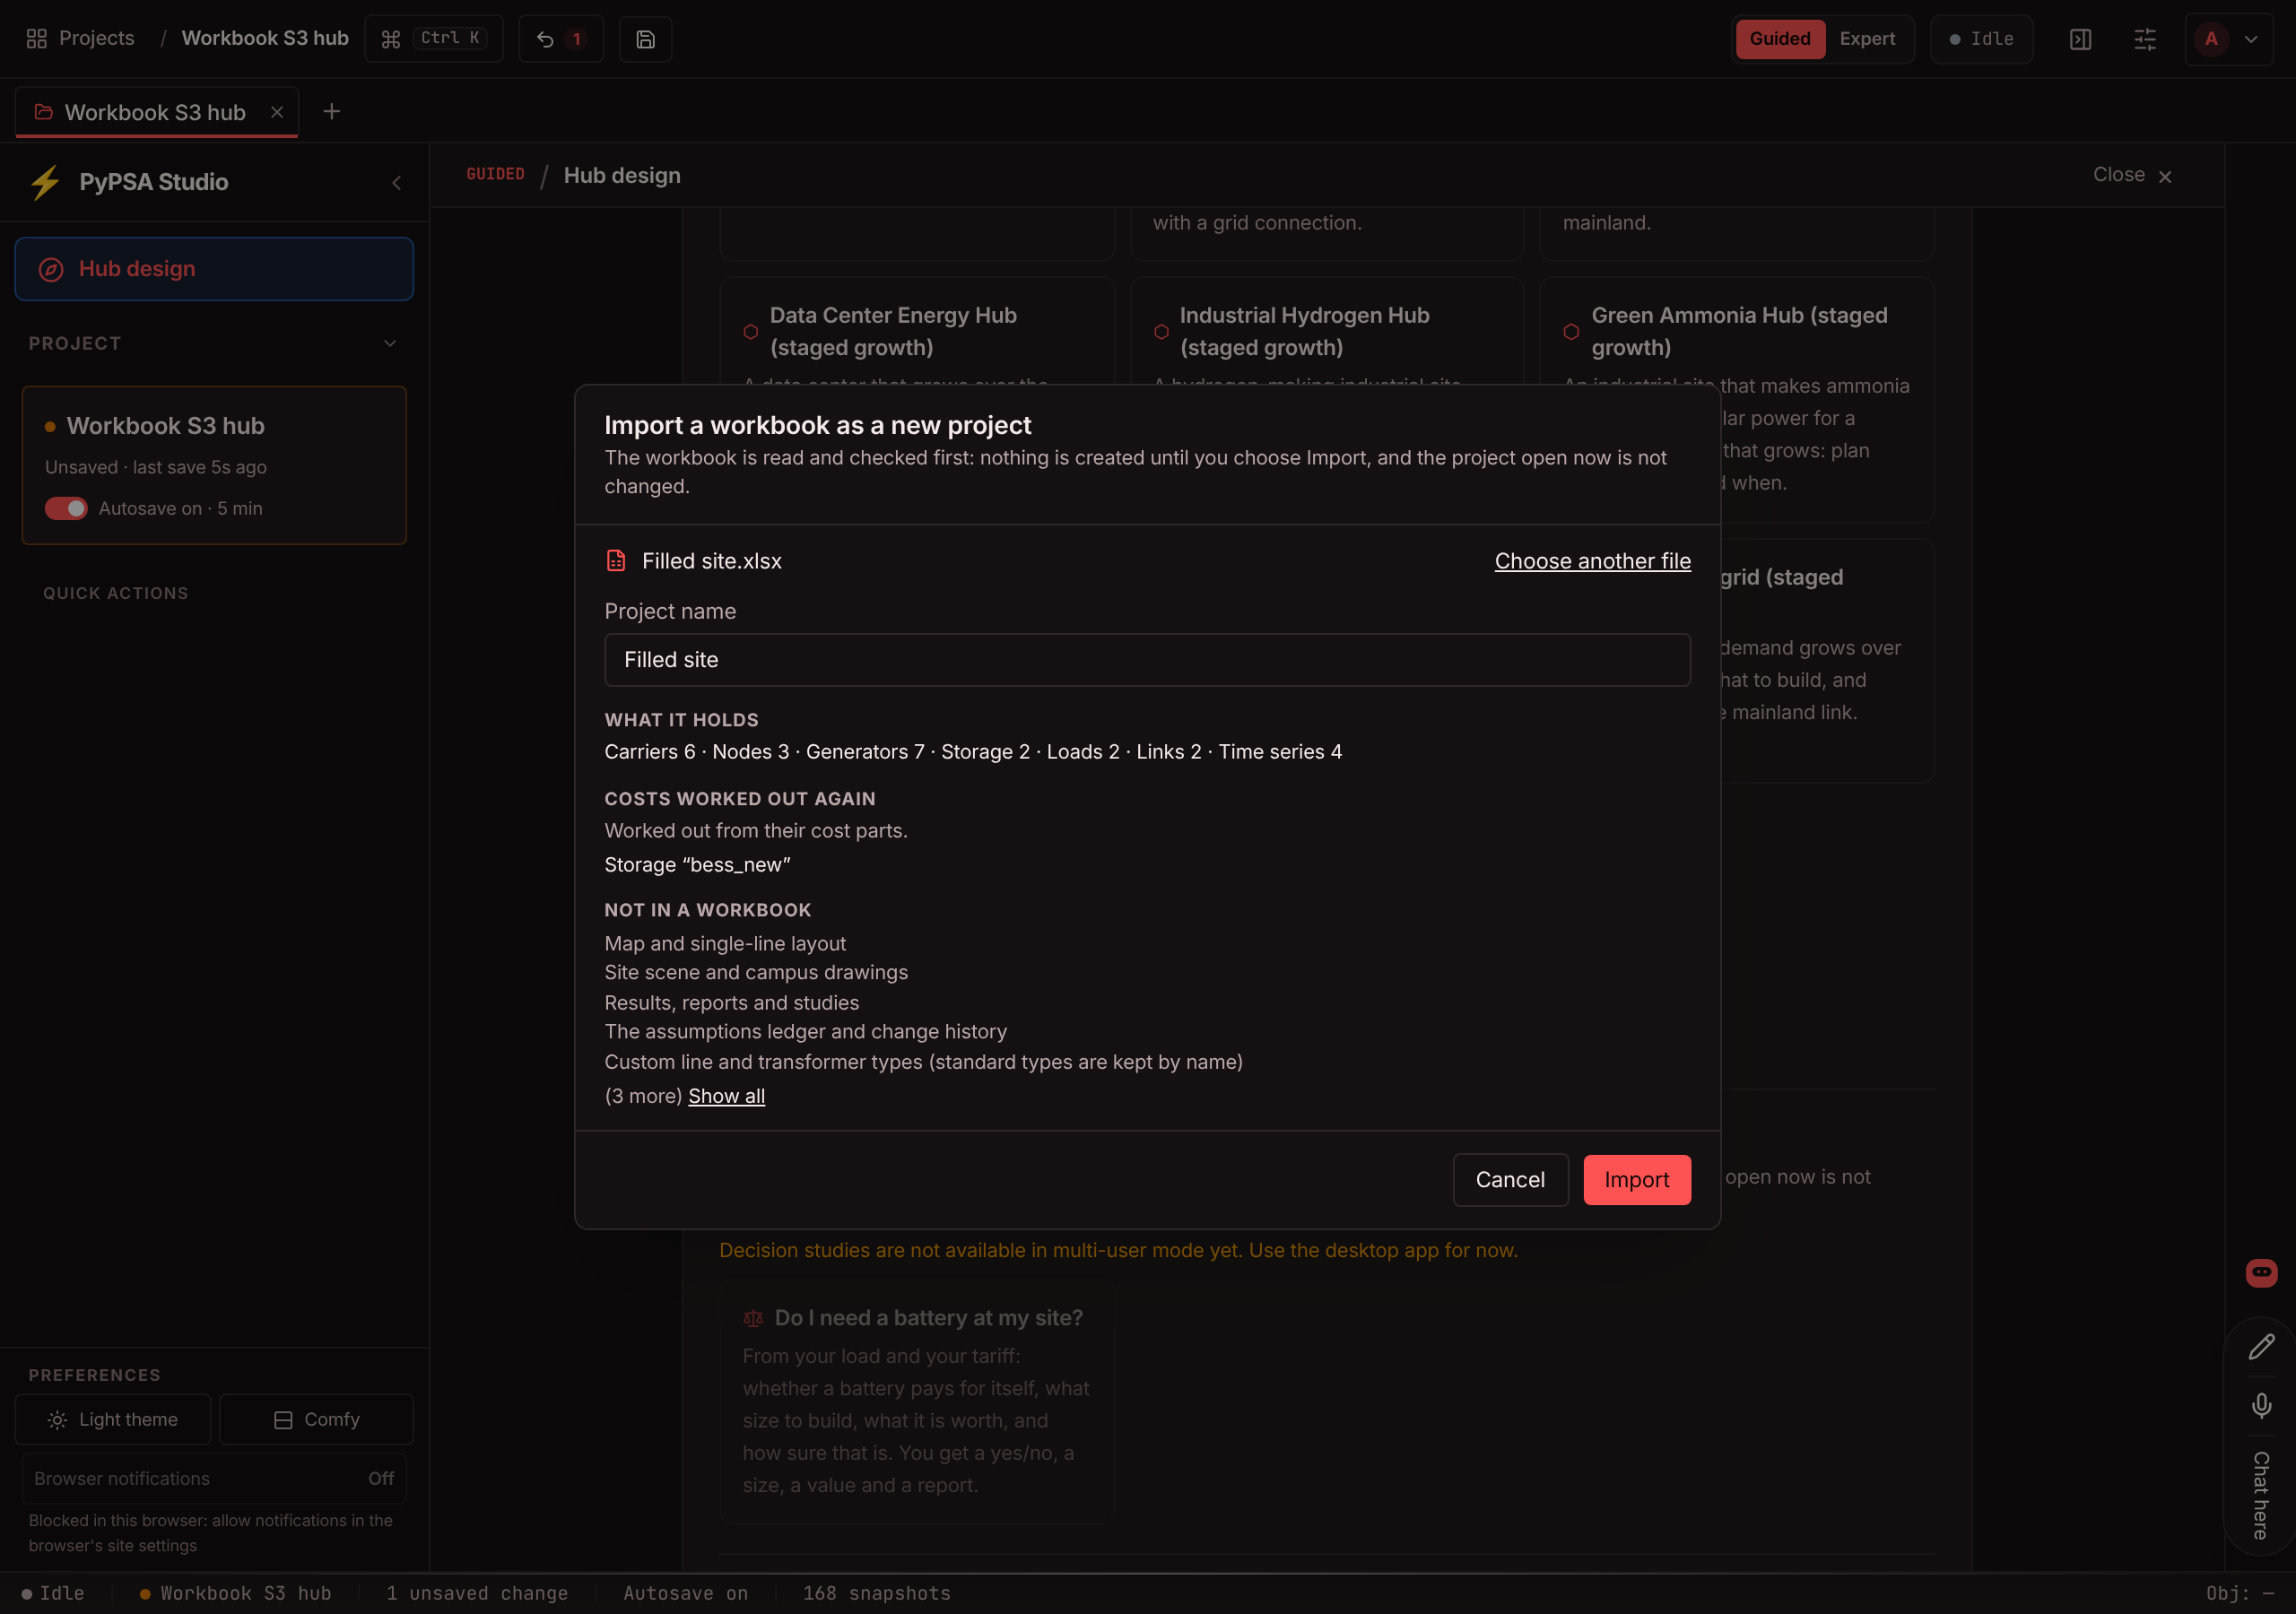 Projects / Workbook S3 hub Ctrl K 1 Guided Expert Idle A
Workbook S3 hub
PyPSA Studio
GUIDED / Hub design Close
Hub design
PROJECT
Workbook S3 hub
Unsaved · last save 5s ago
Autosave on · 5 min
QUICK ACTIONS
with a grid connection.
mainland.
Data Center Energy Hub
(staged growth)
Industrial Hydrogen Hub
(staged growth)
Green Ammonia Hub (staged
growth)
An industrial site that makes ammonia
lar power for a
that grows: plan
when.
grid (staged
demand grows over
hat to build, and
mainland link.
Import a workbook as a new project
The workbook is read and checked first: nothing is created until you choose Import, and the project open now is not
changed.
Filled site.xlsx Choose another file
Project name
Filled site
WHAT IT HOLDS
Carriers 6 · Nodes 3 · Generators 7 · Storage 2 · Loads 2 · Links 2 · Time series 4
COSTS WORKED OUT AGAIN
Worked out from their cost parts.
Storage “bess_new”
NOT IN A WORKBOOK
Map and single-line layout
Site scene and campus drawings
Results, reports and studies
The assumptions ledger and change history
Custom line and transformer types (standard types are kept by name)
(3 more) Show all
Cancel Import
open now is not
Decision studies are not available in multi-user mode yet. Use the desktop app for now.
Do I need a battery at my site?
From your load and your tariff:
whether a battery pays for itself, what
size to build, what it is worth, and
how sure that is. You get a yes/no, a
size, a value and a report.
PREFERENCES
Light theme Comfy
Browser notifications Off
Blocked in this browser: allow notifications in the
browser's site settings
Chat here
Idle Workbook S3 hub 1 unsaved change Autosave on 168 snapshots Obj: —